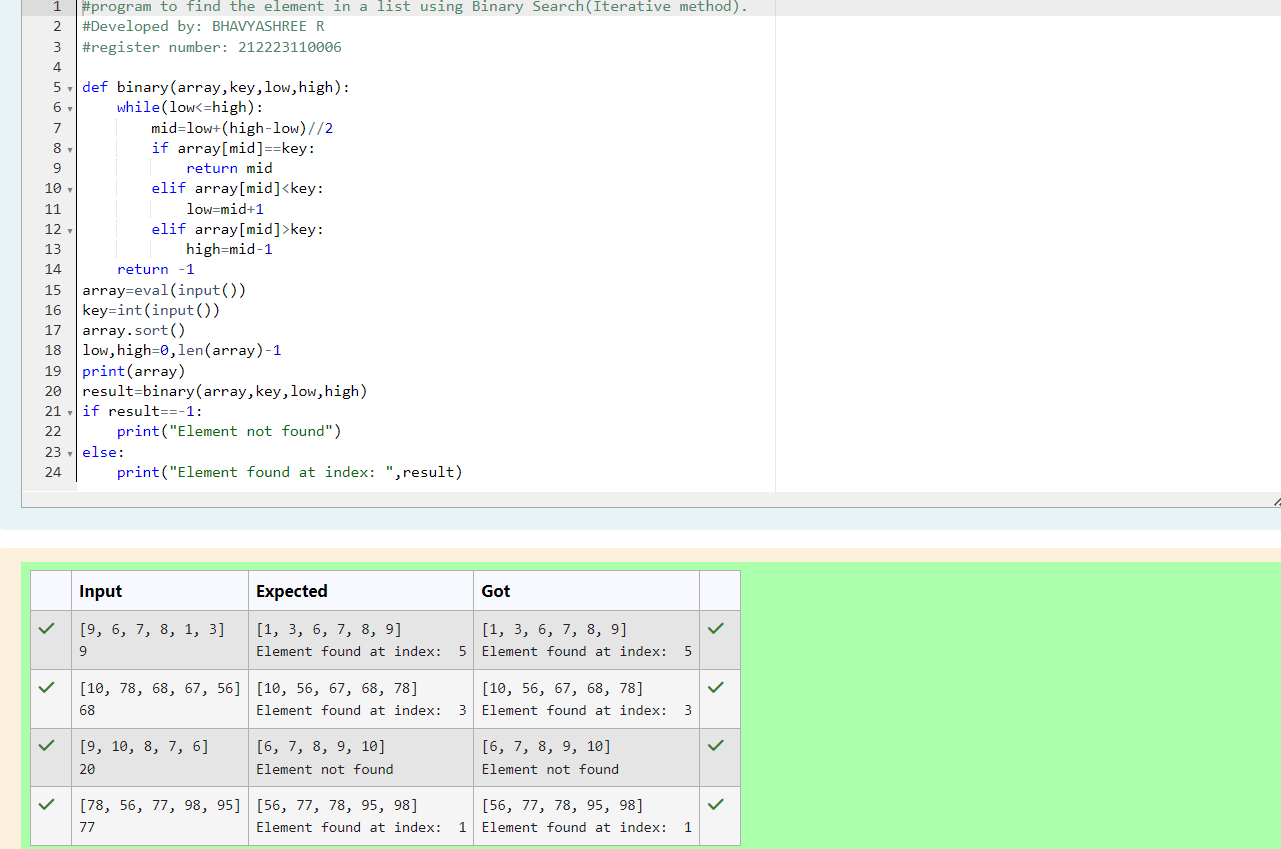 1 #program to find the element in a list using Binary Search(Iterative method).
2 #Developed by: BHAVYASHREE R
3 #register number: 212223110006
4
5 def binary(array,key,low,high):
6     while(low<=high):
7         mid=low+(high-low)//2
8         if array[mid]==key:
9             return mid
10         elif array[mid]<key:
11             low=mid+1
12         elif array[mid]>key:
13             high=mid-1
14     return -1
15 array=eval(input())
16 key=int(input())
17 array.sort()
18 low,high=0,len(array)-1
19 print(array)
20 result=binary(array,key,low,high)
21 if result==-1:
22     print("Element not found")
23 else:
24     print("Element found at index: ",result)
Input Expected Got
[9, 6, 7, 8, 1, 3] [1, 3, 6, 7, 8, 9] [1, 3, 6, 7, 8, 9]
9 Element found at index:  5 Element found at index:  5
[10, 78, 68, 67, 56] [10, 56, 67, 68, 78] [10, 56, 67, 68, 78]
68 Element found at index:  3 Element found at index:  3
[9, 10, 8, 7, 6] [6, 7, 8, 9, 10] [6, 7, 8, 9, 10]
20 Element not found Element not found
[78, 56, 77, 98, 95] [56, 77, 78, 95, 98] [56, 77, 78, 95, 98]
77 Element found at index:  1 Element found at index:  1